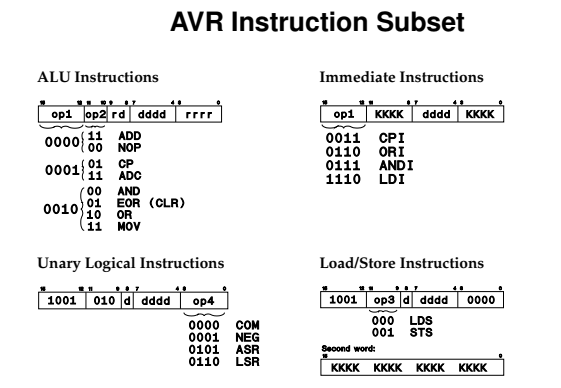 AVR Instruction Subset
ALU Instructions
op1 op2 rd dddd rrrr
0000 11 ADD
00 NOP
0001 01 CP
11 ADC
0010 00 AND
01 EOR (CLR)
10 OR
11 MOV
Immediate Instructions
op1 KKKK dddd KKKK
0011 CPI
0110 ORI
0111 ANDI
1110 LDI
Unary Logical Instructions
1001 010 d dddd op4
0000 COM
0001 NEG
0101 ASR
0110 LSR
Load/Store Instructions
1001 op3 d dddd 0000
000 LDS
001 STS
Second word:
KKKK KKKK KKKK KKKK